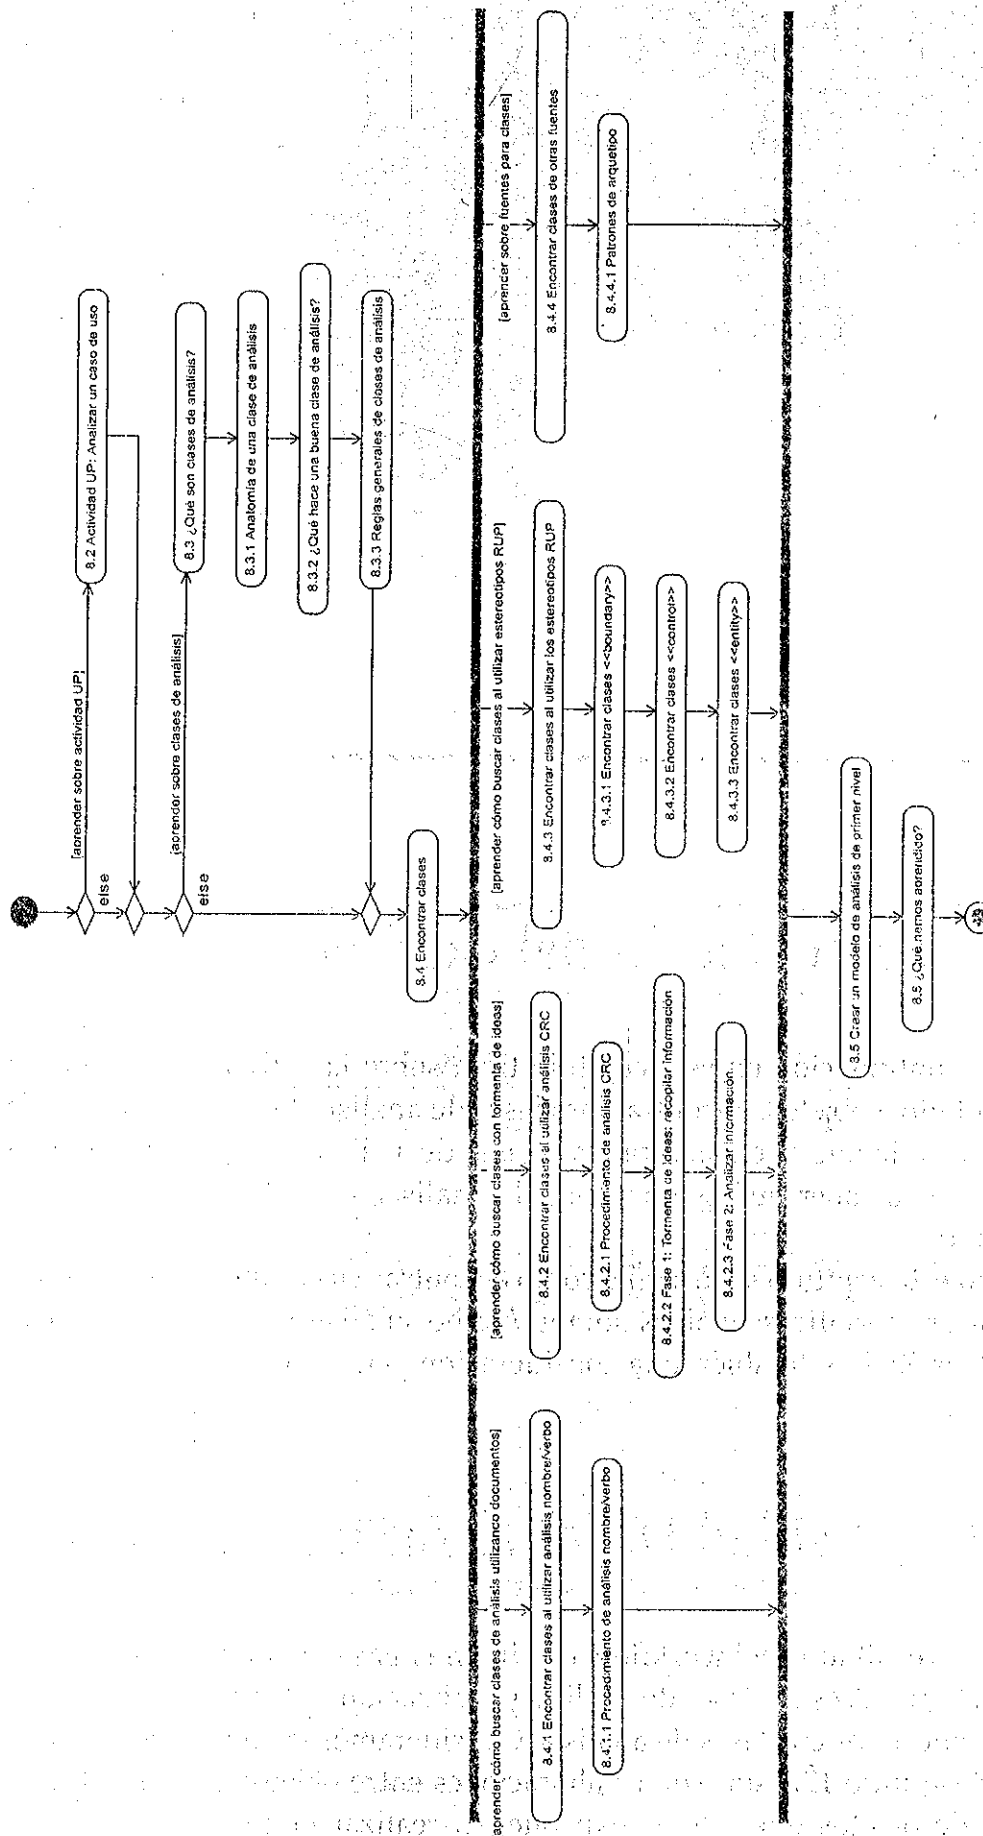 [aprender sobre actividad UP]
8.2 Actividad UP: Analizar un caso de uso
else
[aprender sobre clases de análisis]
8.3 ¿Qué son clases de análisis?
else
8.3.1 Anatomía de una clase de análisis
8.3.2 ¿Qué hace una buena clase de análisis?
8.3.3 Reglas generales de clases de análisis
8.4 Encontrar clases
[aprender cómo buscar clases de análisis utilizando documentos]
8.4.1 Encontrar clases al utilizar análisis nombre/verbo
8.4.1.1 Procedimiento de análisis nombre/verbo
[aprender cómo buscar clases con tormenta de ideas]
8.4.2 Encontrar clases al utilizar análisis CRC
8.4.2.1 Procedimiento de análisis CRC
8.4.2.2 Fase 1: Tormenta de ideas: recopilar información
8.4.2.3 Fase 2: Analizar información
[aprender cómo buscar clases al utilizar estereotipos RUP]
8.4.3 Encontrar clases al utilizar los estereotipos RUP
8.4.3.1 Encontrar clases <<boundary>>
8.4.3.2 Encontrar clases <<control>>
8.4.3.3 Encontrar clases <<entity>>
[aprender sobre fuentes para clases]
8.4.4 Encontrar clases de otras fuentes
8.4.4.1 Patrones de arquetipo
8.5 Crear un modelo de análisis de primer nivel
8.5 ¿Qué hemos aprendido?